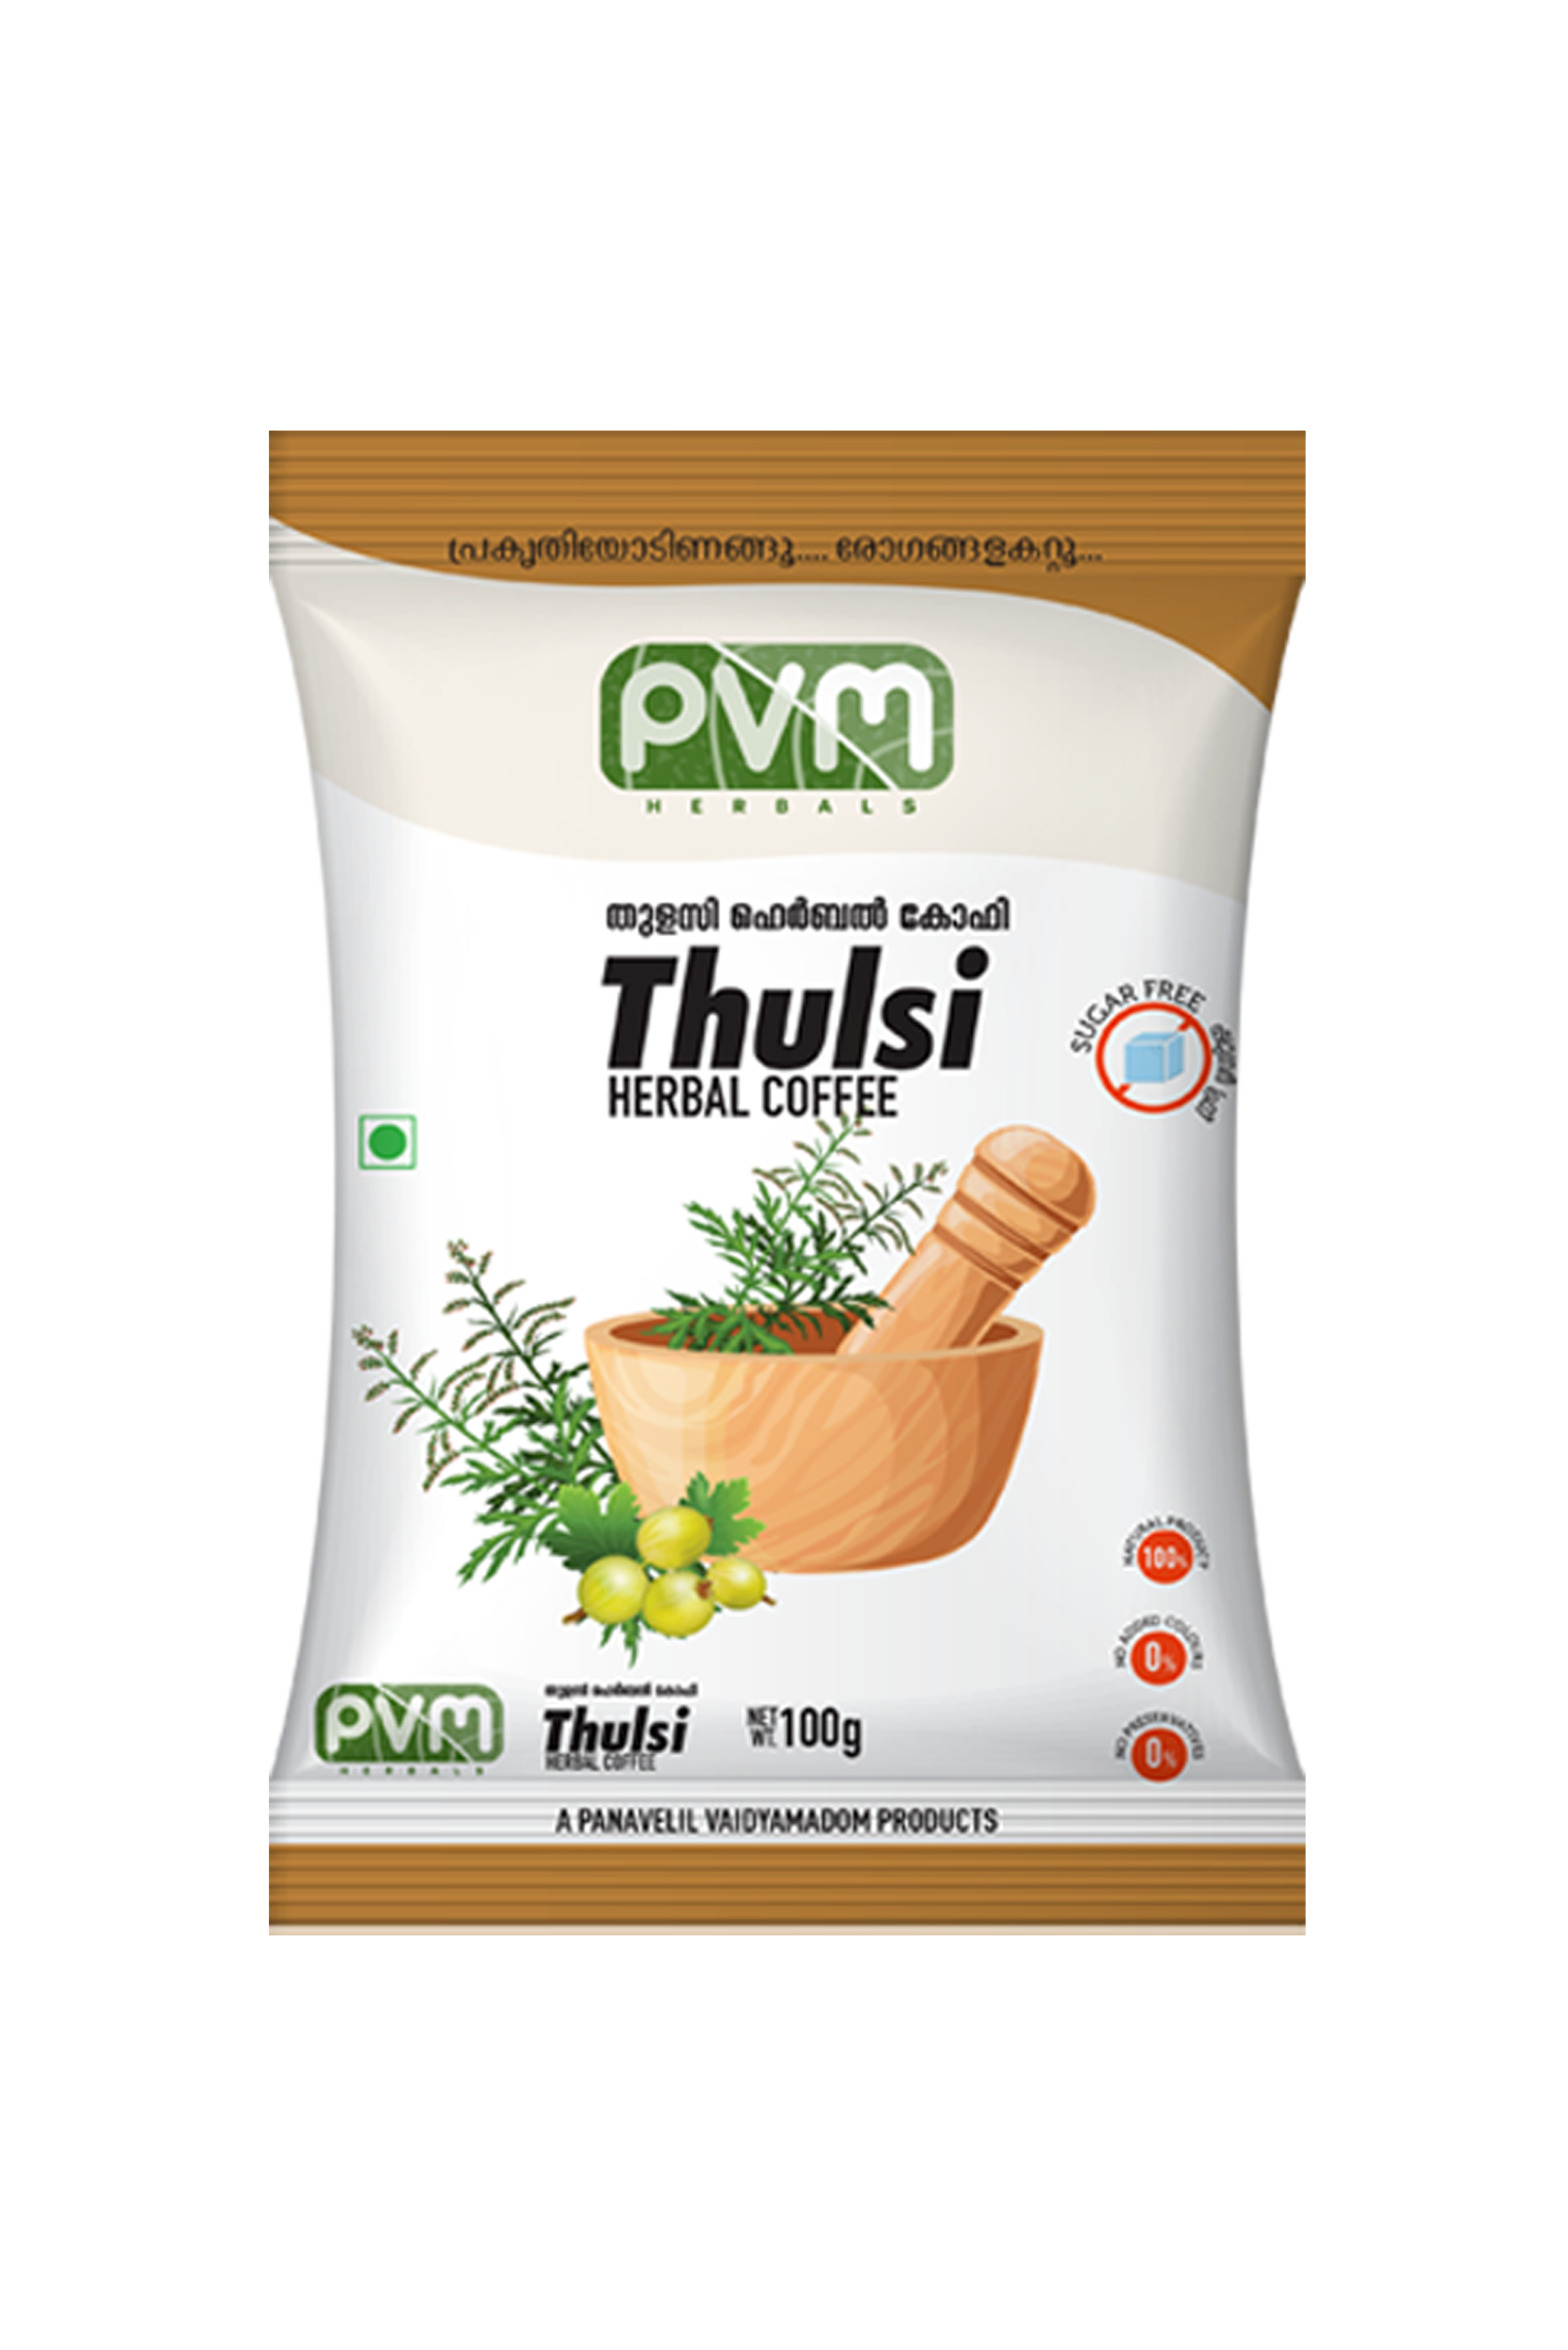 പ്രകൃതിയോടിണങ്ങൂ.... രോഗങ്ങളകറ്റൂ...
PVM
HERBALS
തുളസി ഹെർബൽ കോഫി
Thulsi
HERBAL COFFEE
SUGAR FREE
NATURAL PRODUCT
100%
NO ADDED COLOURS
0%
NO PRESERVATIVES
0%
PVM
HERBALS
തുളസി ഹെർബൽ കോഫി
Thulsi
HERBAL COFFEE
NET WT. 100g
A PANAVELIL VAIDYAMADOM PRODUCTS